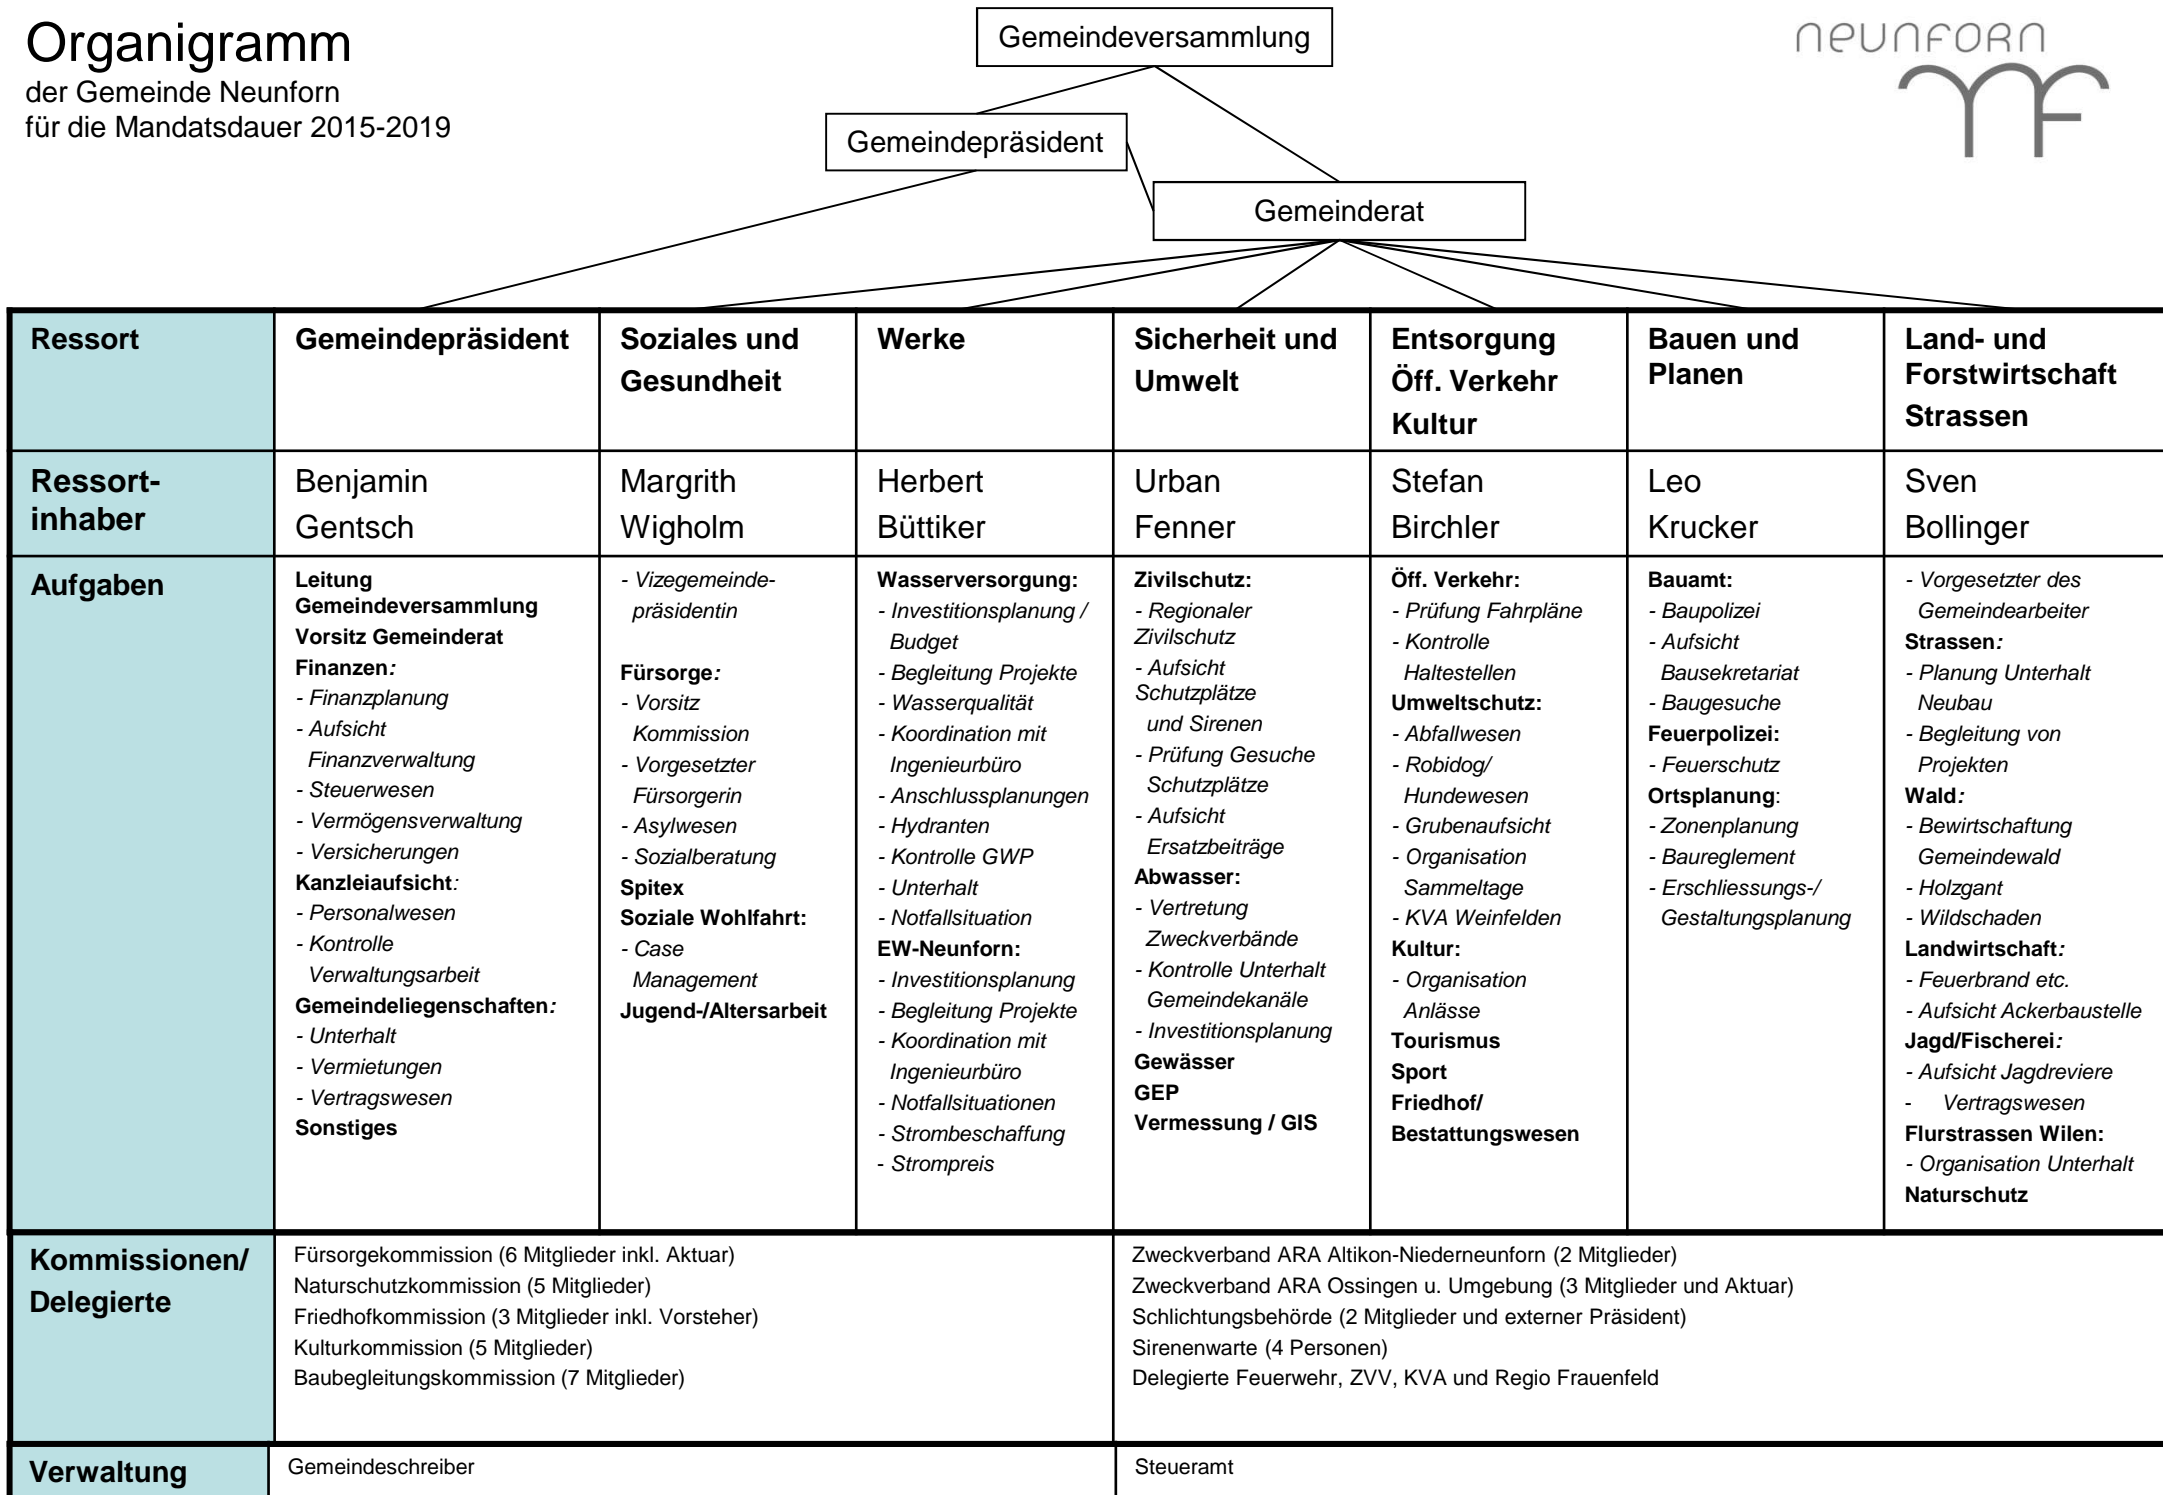 Organigramm
der Gemeinde Neunforn
für die Mandatsdauer 2015-2019
Gemeindeversammlung
neunforn
Gemeindepräsident
Gemeinderat
Ressort
Gemeindepräsident
Soziales und
Gesundheit
Werke
Sicherheit und
Umwelt
Entsorgung
Öff. Verkehr
Kultur
Bauen und
Planen
Land- und
Forstwirtschaft
Strassen
Ressort-
inhaber
Benjamin
Gentsch
Margrith
Wigholm
Herbert
Büttiker
Urban
Fenner
Stefan
Birchler
Leo
Krucker
Sven
Bollinger
Aufgaben
Leitung
Gemeindeversammlung
Vorsitz Gemeinderat
Finanzen:
- Finanzplanung
- Aufsicht
Finanzverwaltung
- Steuerwesen
- Vermögensverwaltung
- Versicherungen
Kanzleiaufsicht:
- Personalwesen
- Kontrolle
Verwaltungsarbeit
Gemeindeliegenschaften:
- Unterhalt
- Vermietungen
- Vertragswesen
Sonstiges
- Vizegemeinde-
präsidentin
Fürsorge:
- Vorsitz
Kommission
- Vorgesetzter
Fürsorgerin
- Asylwesen
- Sozialberatung
Spitex
Soziale Wohlfahrt:
- Case
Management
Jugend-/Altersarbeit
Wasserversorgung:
- Investitionsplanung /
Budget
- Begleitung Projekte
- Wasserqualität
- Koordination mit
Ingenieurbüro
- Anschlussplanungen
- Hydranten
- Kontrolle GWP
- Unterhalt
- Notfallsituation
EW-Neunforn:
- Investitionsplanung
- Begleitung Projekte
- Koordination mit
Ingenieurbüro
- Notfallsituationen
- Strombeschaffung
- Strompreis
Zivilschutz:
- Regionaler
Zivilschutz
- Aufsicht
Schutzplätze
und Sirenen
- Prüfung Gesuche
Schutzplätze
- Aufsicht
Ersatzbeiträge
Abwasser:
- Vertretung
Zweckverbände
- Kontrolle Unterhalt
Gemeindekanäle
- Investitionsplanung
Gewässer
GEP
Vermessung / GIS
Öff. Verkehr:
- Prüfung Fahrpläne
- Kontrolle
Haltestellen
Umweltschutz:
- Abfallwesen
- Robidog/
Hundewesen
- Grubenaufsicht
- Organisation
Sammeltage
- KVA Weinfelden
Kultur:
- Organisation
Anlässe
Tourismus
Sport
Friedhof/
Bestattungswesen
Bauamt:
- Baupolizei
- Aufsicht
Bausekretariat
- Baugesuche
Feuerpolizei:
- Feuerschutz
Ortsplanung:
- Zonenplanung
- Baureglement
- Erschliessungs-/
Gestaltungsplanung
- Vorgesetzter des
Gemeindearbeiter
Strassen:
- Planung Unterhalt
Neubau
- Begleitung von
Projekten
Wald:
- Bewirtschaftung
Gemeindewald
- Holzgant
- Wildschaden
Landwirtschaft:
- Feuerbrand etc.
- Aufsicht Ackerbaustelle
Jagd/Fischerei:
- Aufsicht Jagdreviere
- Vertragswesen
Flurstrassen Wilen:
- Organisation Unterhalt
Naturschutz
Kommissionen/
Delegierte
Fürsorgekommission (6 Mitglieder inkl. Aktuar)
Naturschutzkommission (5 Mitglieder)
Friedhofkommission (3 Mitglieder inkl. Vorsteher)
Kulturkommission (5 Mitglieder)
Baubegleitungskommission (7 Mitglieder)
Zweckverband ARA Altikon-Niederneunforn (2 Mitglieder)
Zweckverband ARA Ossingen u. Umgebung (3 Mitglieder und Aktuar)
Schlichtungsbehörde (2 Mitglieder und externer Präsident)
Sirenenwarte (4 Personen)
Delegierte Feuerwehr, ZVV, KVA und Regio Frauenfeld
Verwaltung
Gemeindeschreiber
Steueramt